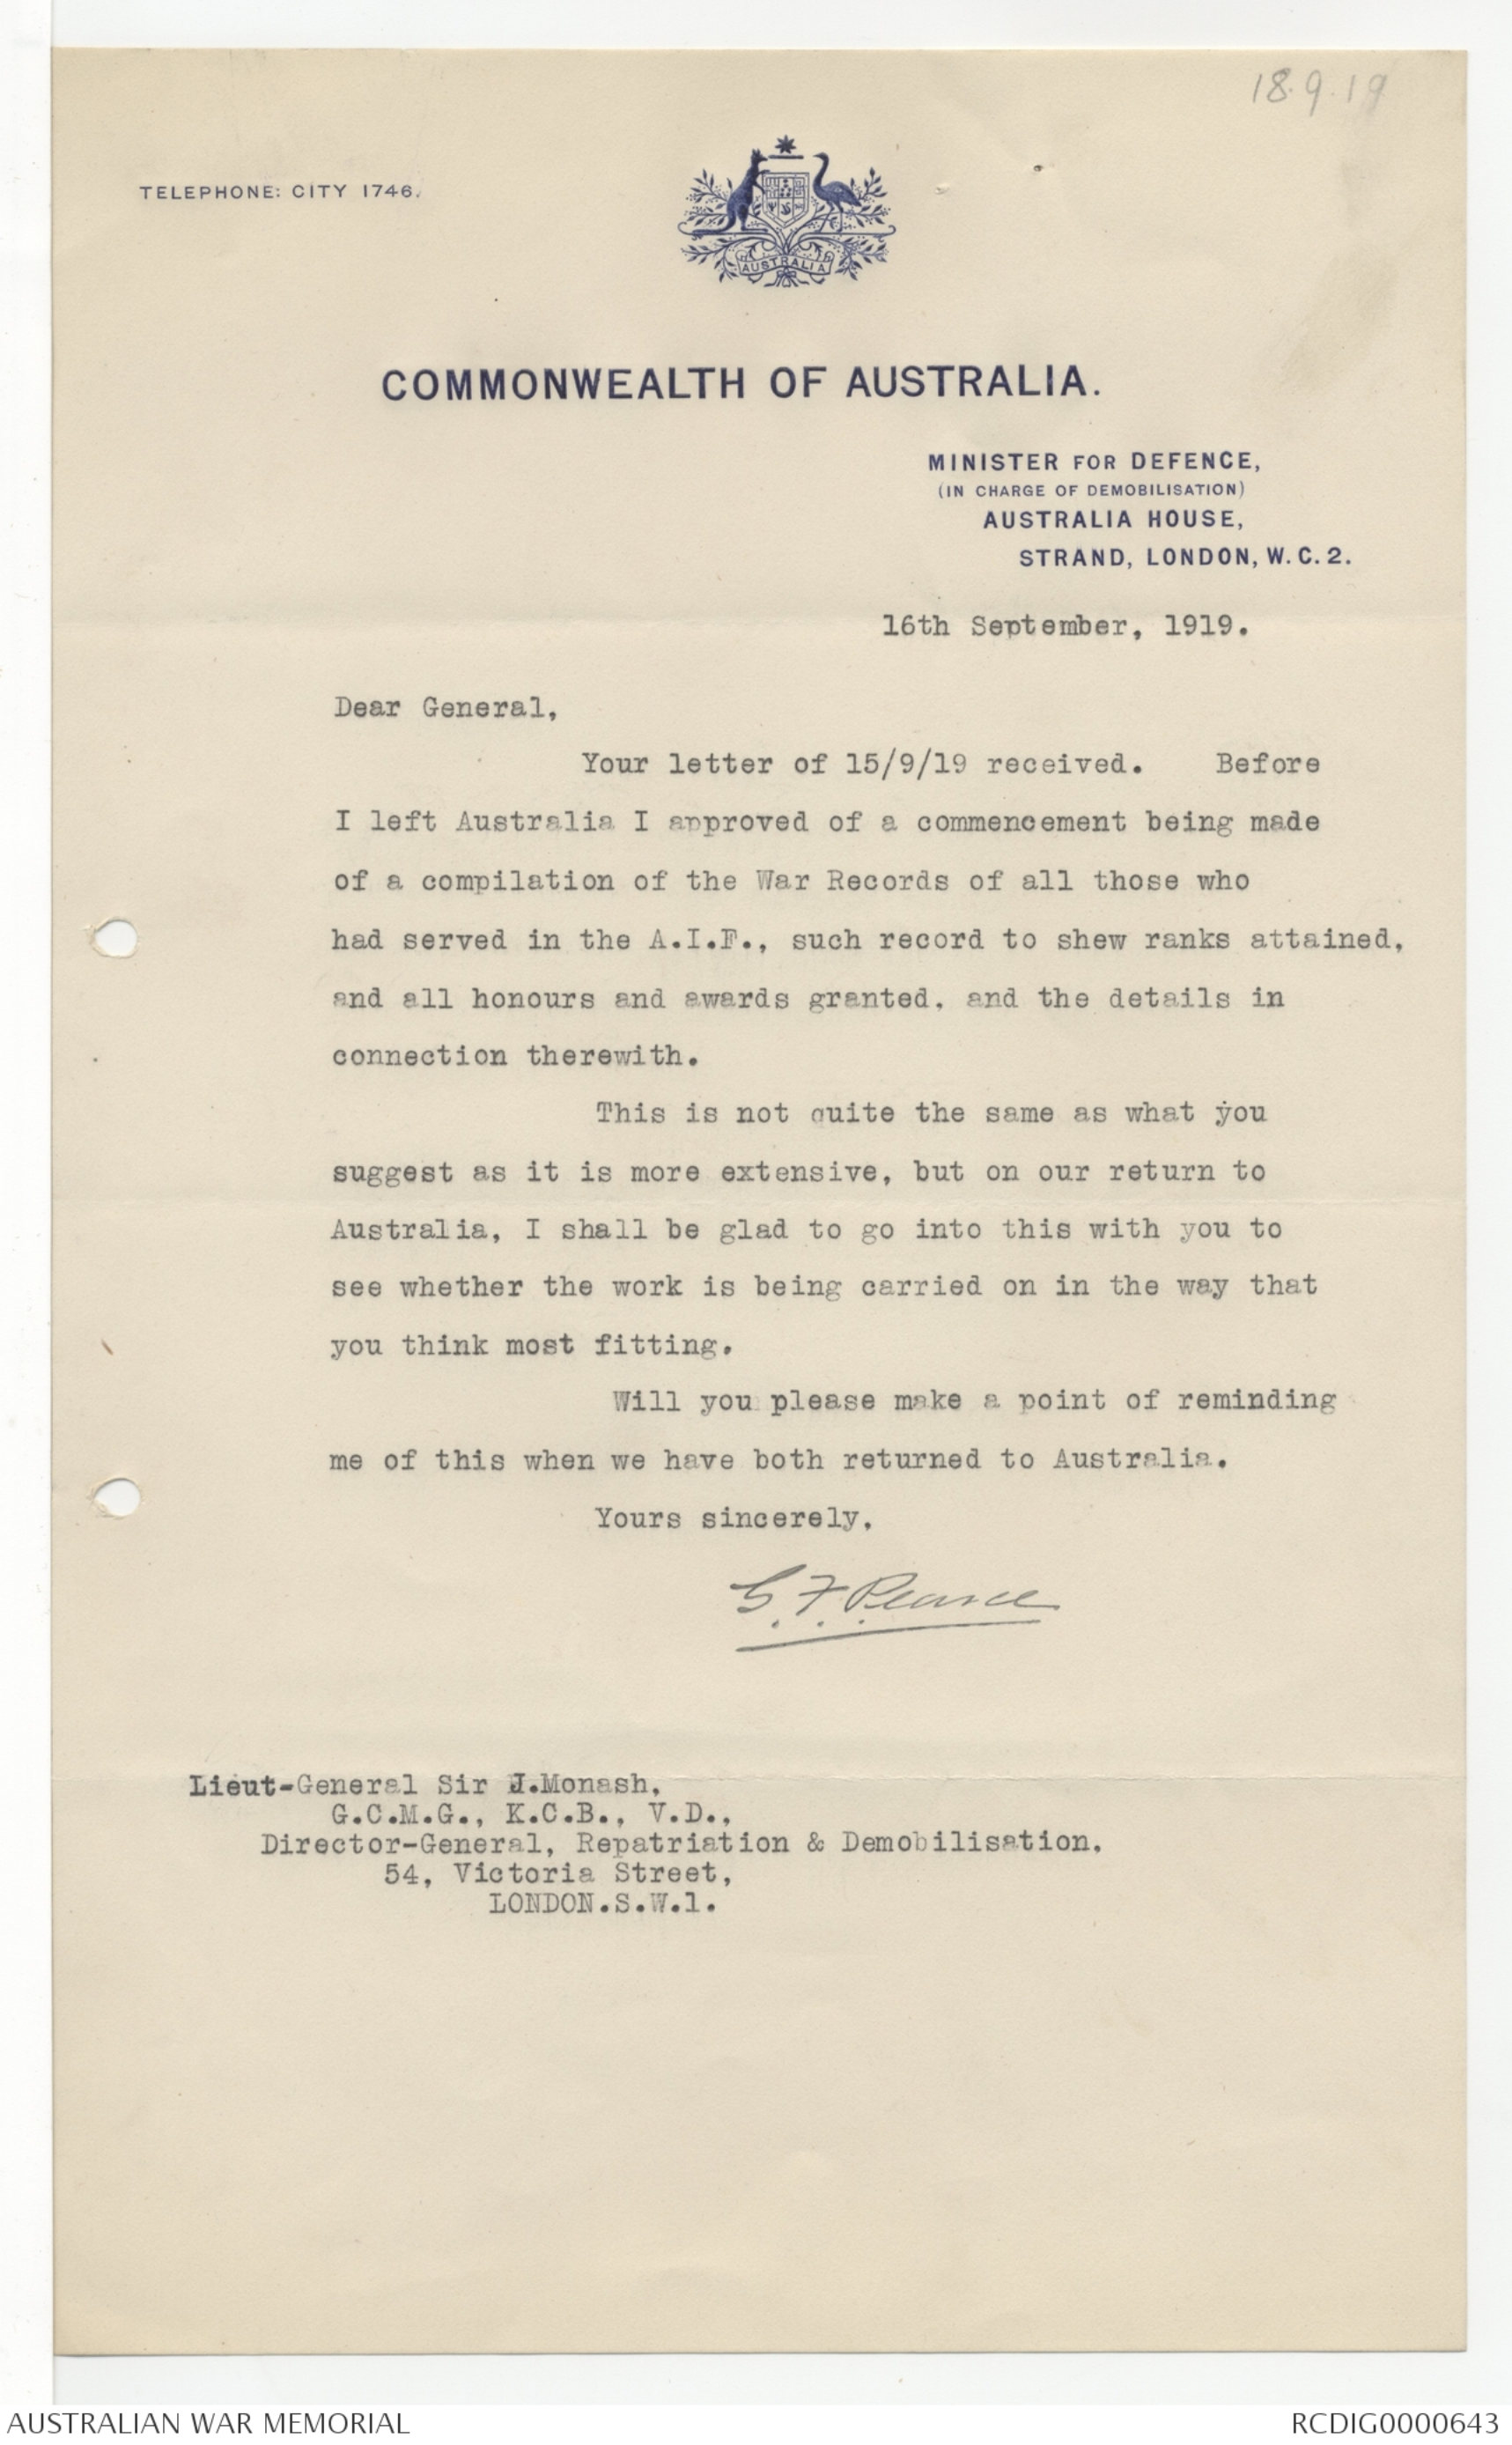 18.9.19
TELEPHONE: CITY 1746.
AUSTRALIA
COMMONWEALTH OF AUSTRALIA.
MINISTER FOR DEFENCE,
(IN CHARGE OF DEMOBILISATION)
AUSTRALIA HOUSE,
STRAND, LONDON, W.C.2.
16th September, 1919.
Dear General,
Your letter of 15/9/19 received. Before
I left Australia I approved of a commencement being made
of a compilation of the War Records of all those who
had served in the A.I.F., such record to shew ranks attained,
and all honours and awards granted, and the details in
connection therewith.
This is not quite the same as what you
suggest as it is more extensive, but on our return to
Australia, I shall be glad to go into this with you to
see whether the work is being carried on in the way that
you think most fitting.
Will you please make a point of reminding
me of this when we have both returned to Australia.
Yours sincerely,
G. F. Pearce
Lieut-General Sir J.Monash,
G.C.M.G., K.C.B., V.D.,
Director-General, Repatriation & Demobilisation,
54, Victoria Street,
LONDON.S.W.1.
AUSTRALIAN WAR MEMORIAL
RCDIG0000643